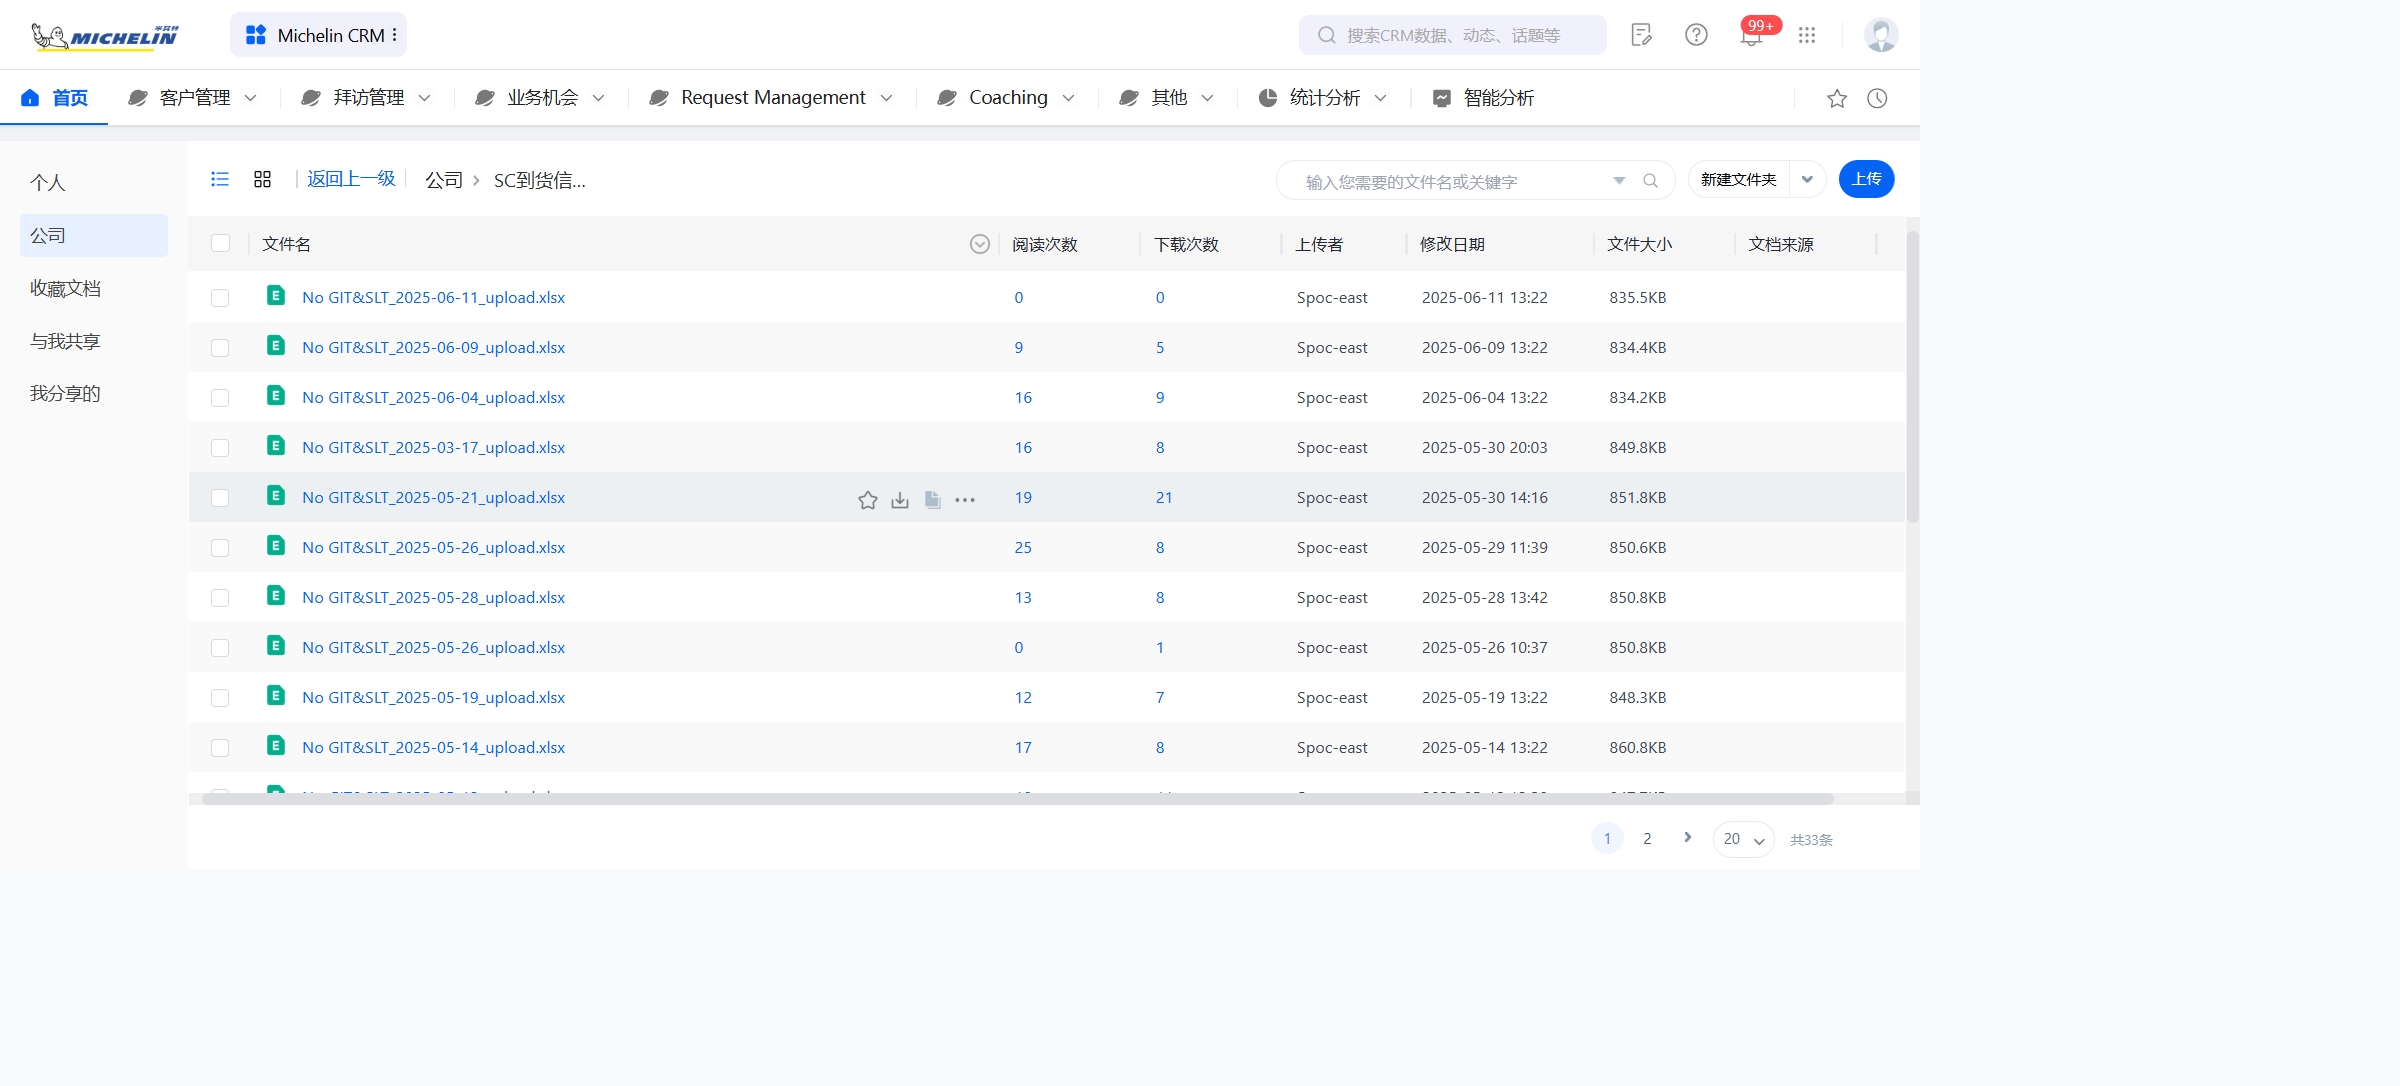 米其林
MICHELIN
Michelin CRM
搜索CRM数据、动态、话题等
99+
首页
客户管理
拜访管理
业务机会
Request Management
Coaching
其他
统计分析
智能分析
个人
公司
收藏文档
与我共享
我分享的
返回上一级
公司 > SC到货信...
输入您需要的文件名或关键字
新建文件夹
上传
文件名 阅读次数 下载次数 上传者 修改日期 文件大小 文档来源
No GIT&SLT_2025-06-11_upload.xlsx 0 0 Spoc-east 2025-06-11 13:22 835.5KB
No GIT&SLT_2025-06-09_upload.xlsx 9 5 Spoc-east 2025-06-09 13:22 834.4KB
No GIT&SLT_2025-06-04_upload.xlsx 16 9 Spoc-east 2025-06-04 13:22 834.2KB
No GIT&SLT_2025-03-17_upload.xlsx 16 8 Spoc-east 2025-05-30 20:03 849.8KB
No GIT&SLT_2025-05-21_upload.xlsx 19 21 Spoc-east 2025-05-30 14:16 851.8KB
No GIT&SLT_2025-05-26_upload.xlsx 25 8 Spoc-east 2025-05-29 11:39 850.6KB
No GIT&SLT_2025-05-28_upload.xlsx 13 8 Spoc-east 2025-05-28 13:42 850.8KB
No GIT&SLT_2025-05-26_upload.xlsx 0 1 Spoc-east 2025-05-26 10:37 850.8KB
No GIT&SLT_2025-05-19_upload.xlsx 12 7 Spoc-east 2025-05-19 13:22 848.3KB
No GIT&SLT_2025-05-14_upload.xlsx 17 8 Spoc-east 2025-05-14 13:22 860.8KB
1 2 > 20 共33条